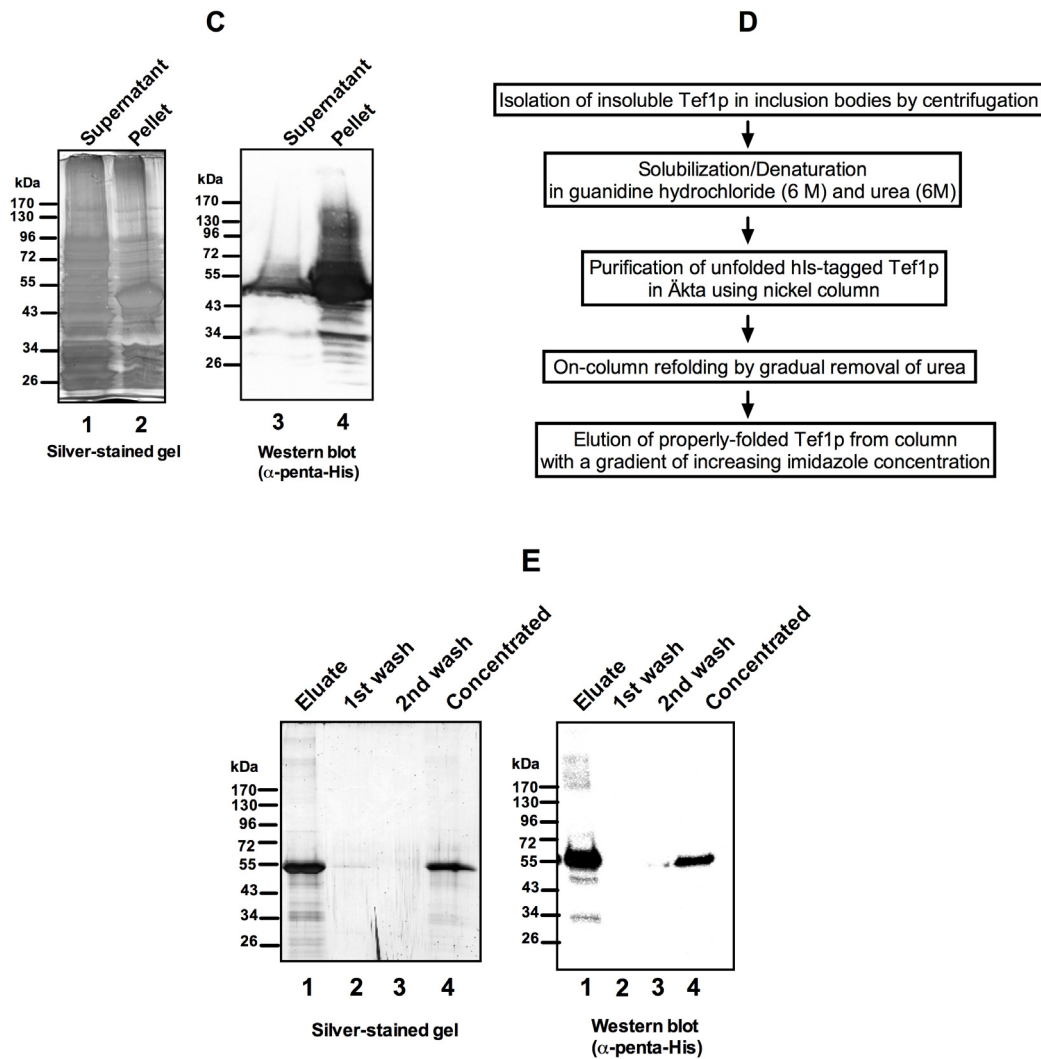 C
Supernatant
Pellet
kDa
170
130
96
72
55
43
34
26
1 2
Silver-stained gel
Supernatant
Pellet
170
130
96
72
55
43
34
26
3 4
Western blot
(α-penta-His)
D
Isolation of insoluble Tef1p in inclusion bodies by centrifugation
Solubilization/Denaturation
in guanidine hydrochloride (6 M) and urea (6M)
Purification of unfolded hIs-tagged Tef1p
in Äkta using nickel column
On-column refolding by gradual removal of urea
Elution of properly-folded Tef1p from column
with a gradient of increasing imidazole concentration
E
Eluate
1st wash
2nd wash
Concentrated
kDa
170
130
96
72
55
43
34
26
1 2 3 4
Silver-stained gel
Eluate
1st wash
2nd wash
Concentrated
kDa
170
130
96
72
55
43
34
26
1 2 3 4
Western blot
(α-penta-His)